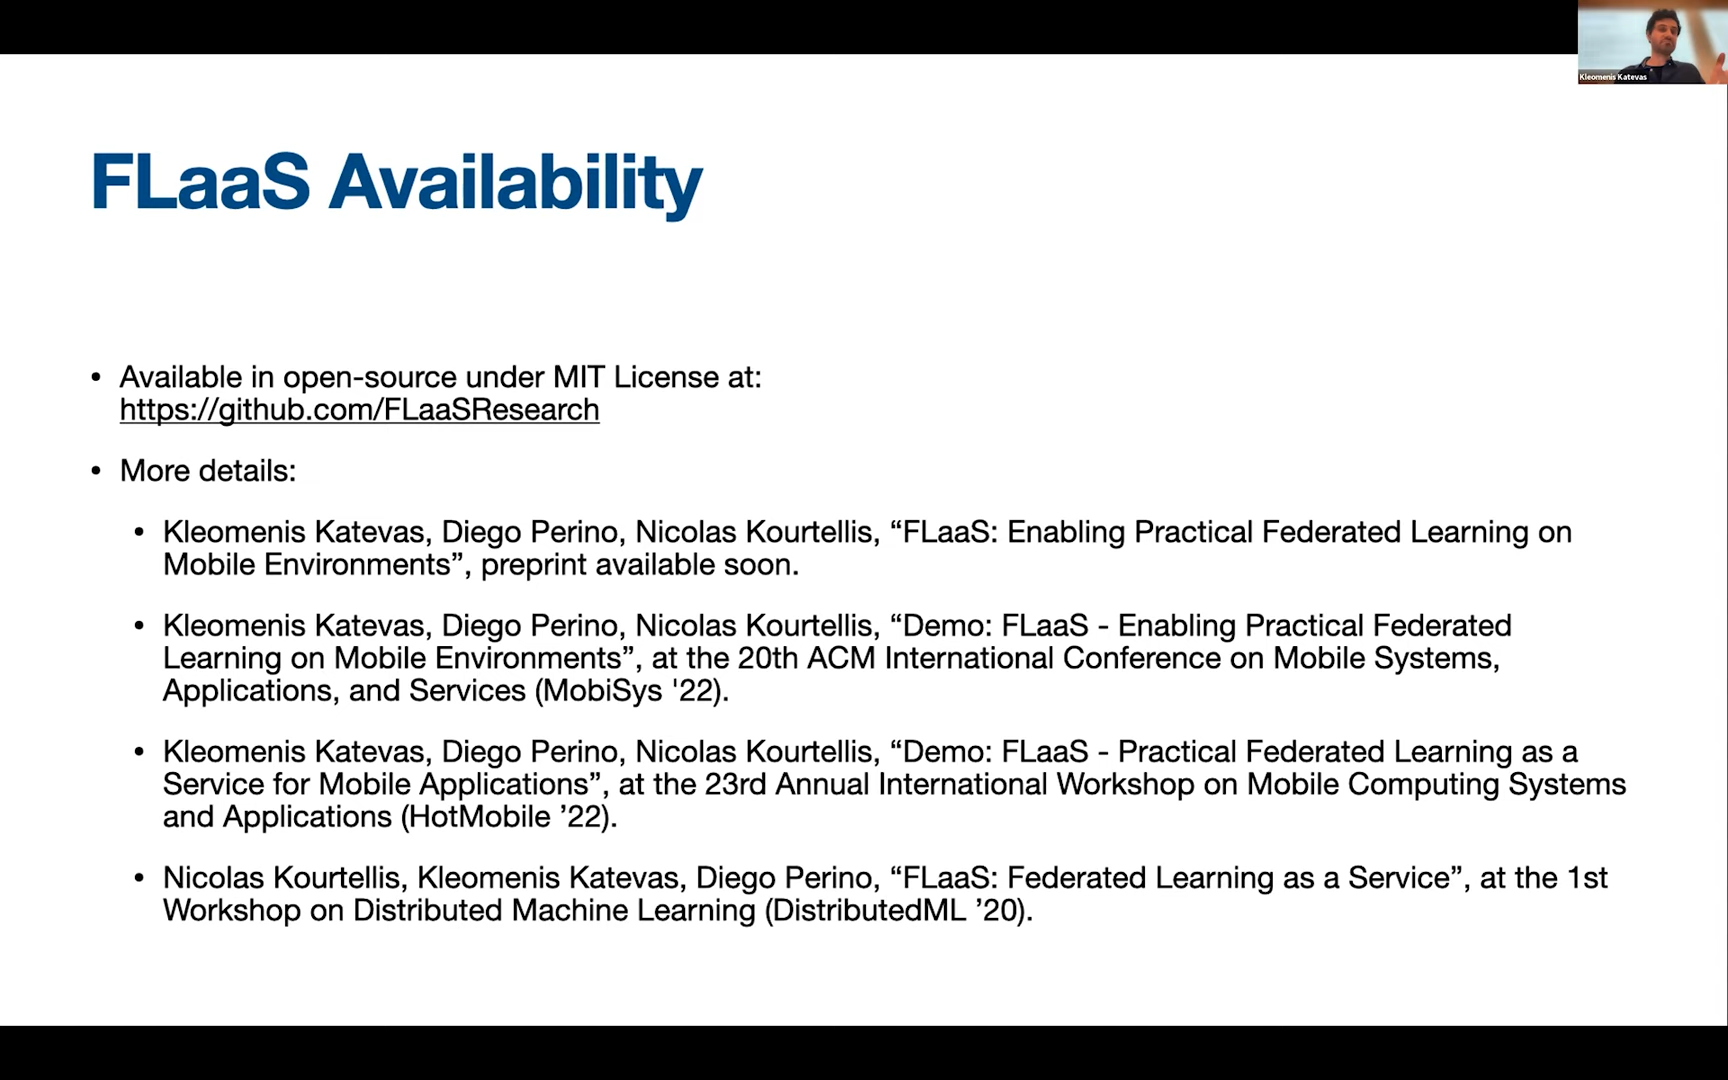 Kleomenis Katevas
FLaaS Availability
• Available in open-source under MIT License at:
https://github.com/FLaaSResearch
• More details:
• Kleomenis Katevas, Diego Perino, Nicolas Kourtellis, “FLaaS: Enabling Practical Federated Learning on
Mobile Environments”, preprint available soon.
• Kleomenis Katevas, Diego Perino, Nicolas Kourtellis, “Demo: FLaaS - Enabling Practical Federated
Learning on Mobile Environments”, at the 20th ACM International Conference on Mobile Systems,
Applications, and Services (MobiSys '22).
• Kleomenis Katevas, Diego Perino, Nicolas Kourtellis, “Demo: FLaaS - Practical Federated Learning as a
Service for Mobile Applications”, at the 23rd Annual International Workshop on Mobile Computing Systems
and Applications (HotMobile ’22).
• Nicolas Kourtellis, Kleomenis Katevas, Diego Perino, “FLaaS: Federated Learning as a Service”, at the 1st
Workshop on Distributed Machine Learning (DistributedML ’20).